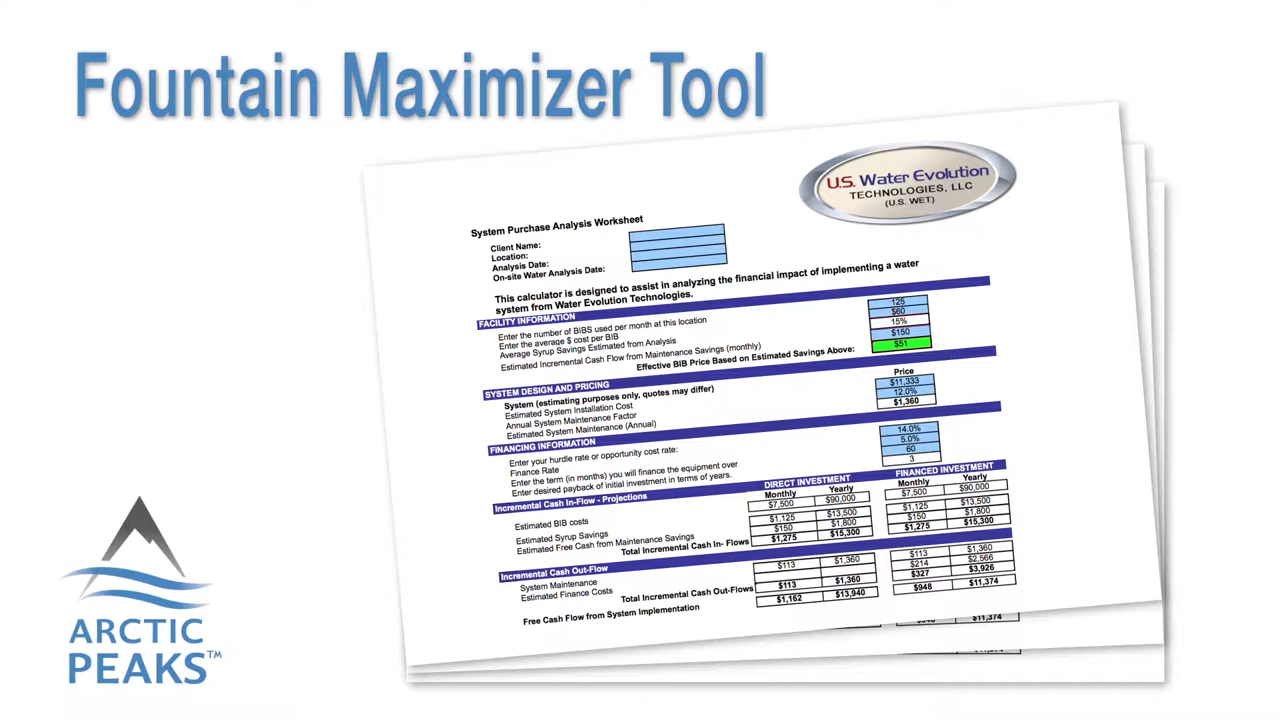 Fountain Maximizer Tool
U.S. Water Evolution
TECHNOLOGIES, LLC
(U.S. WET)
System Purchase Analysis Worksheet
Client Name:
Location:
Analysis Date:
On-site Water Analysis Date:
This calculator is designed to assist in analyzing the financial impact of implementing a water
system from Water Evolution Technologies.
FACILITY INFORMATION
Enter the number of BIBS used per month at this location 125
Enter the average $ cost per BIB $60
Average Syrup Savings Estimated from Analysis 15%
Estimated Incremental Cash Flow from Maintenance Savings (monthly) $150
Effective BIB Price Based on Estimated Savings Above: $51
SYSTEM DESIGN AND PRICING
System (estimating purposes only, quotes may differ) Price
Estimated System Installation Cost $11,333
Annual System Maintenance Factor 12.0%
Estimated System Maintenance (Annual) $1,360
FINANCING INFORMATION
Enter your hurdle rate or opportunity cost rate: 14.0%
Finance Rate 5.0%
Enter the term (in months) you will finance the equipment over 60
Enter desired payback of initial investment in terms of years. 3
DIRECT INVESTMENT FINANCED INVESTMENT
Incremental Cash In-Flow - Projections Monthly Yearly Monthly Yearly
Estimated BIB costs $7,500 $90,000 $7,500 $90,000
Estimated Syrup Savings $1,125 $13,500 $1,125 $13,500
Estimated Free Cash from Maintenance Savings $150 $1,800 $150 $1,800
Total Incremental Cash In- Flows $1,275 $15,300 $1,275 $15,300
Incremental Cash Out-Flow
System Maintenance $113 $1,360 $113 $1,360
Estimated Finance Costs $214 $2,566
Total Incremental Cash Out-Flows $113 $1,360 $327 $3,926
Free Cash Flow from System Implementation $1,162 $13,940 $948 $11,374
$11,374
ARCTIC
PEAKS™